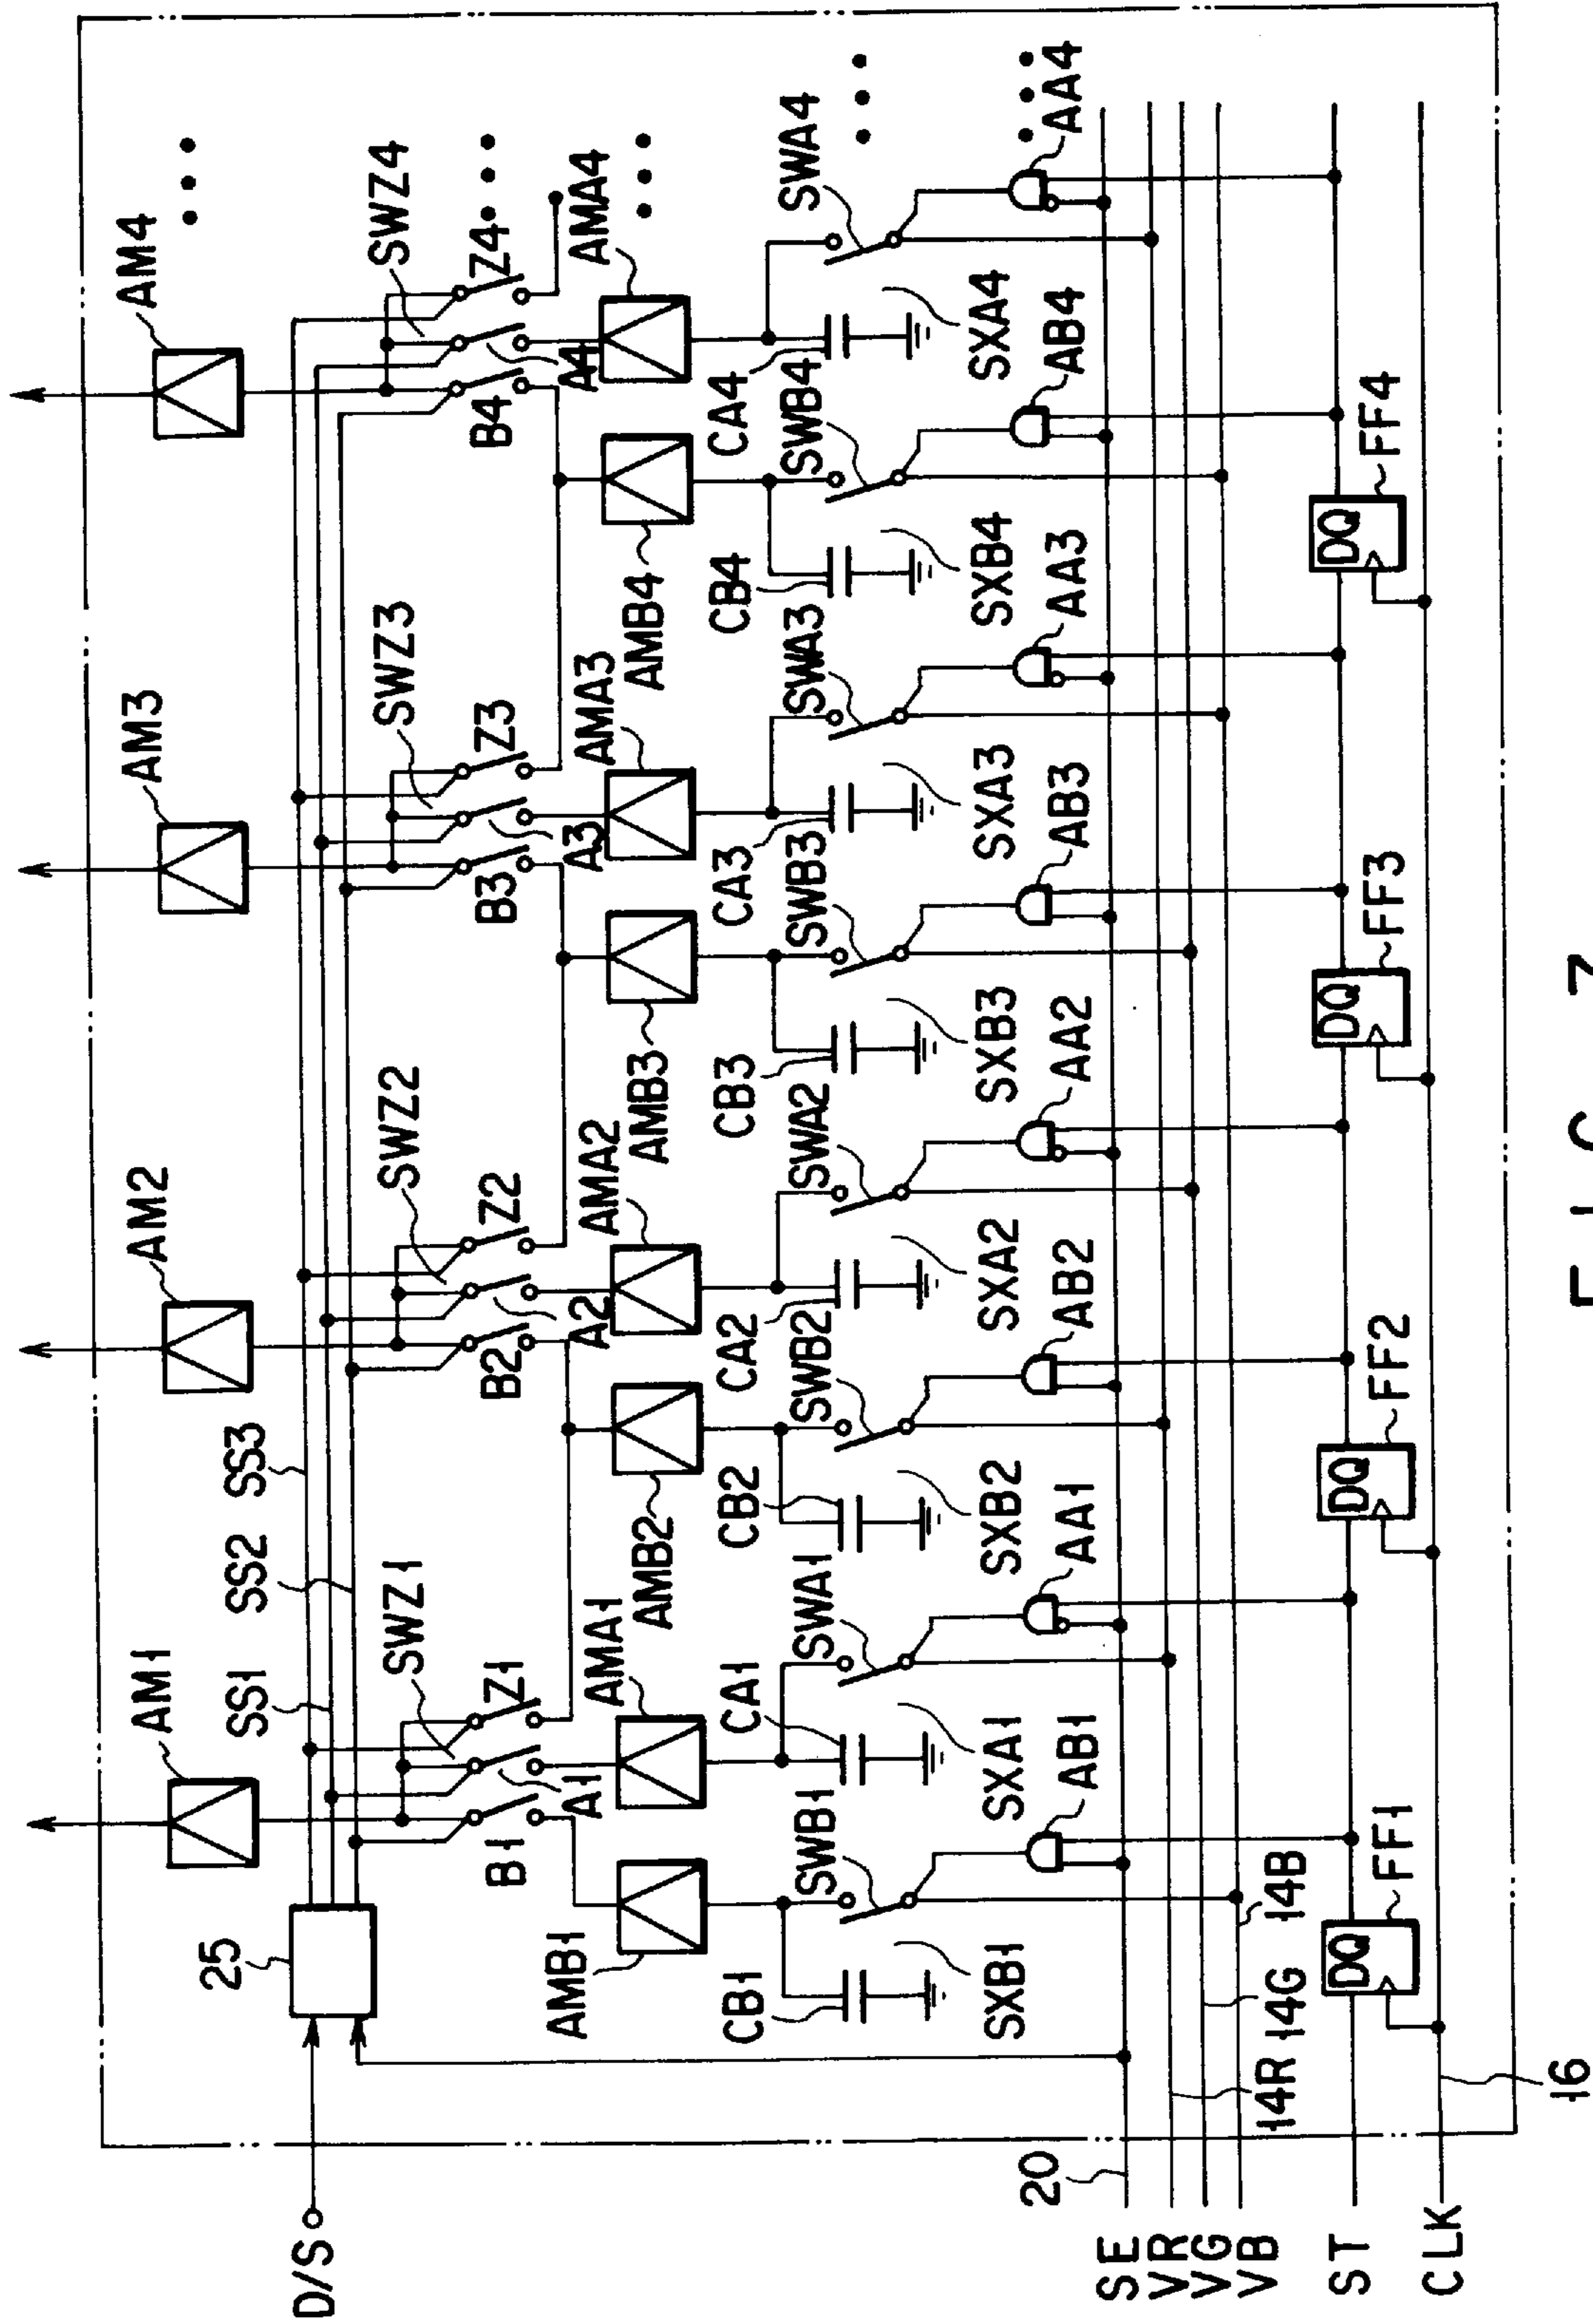 AM1
AM2
AM3
AM4
25
SS1
SS2
SS3
D/S
SWZ1
SWZ2
SWZ3
SWZ4
B1
A1
Z1
B2
A2
Z2
B3
A3
Z3
B4
A4
Z4
AMB1
AMA1
AMB2
AMA2
AMB3
AMA3
AMB4
AMA4
CB1
SWB1
CA1
SWA1
CB2
SWB2
CA2
SWA2
CB3
SWB3
CA3
SWA3
CB4
SWB4
CA4
SWA4
SXB1
SXA1
SXB2
SXA2
SXB3
SXA3
SXB4
SXA4
AB1
AA1
AB2
AA2
AB3
AA3
AB4
AA4
20
SE
VR
VG
VB
14R
14G
14B
ST
DQ
FF1
DQ
FF2
DQ
FF3
DQ
FF4
CLK
16